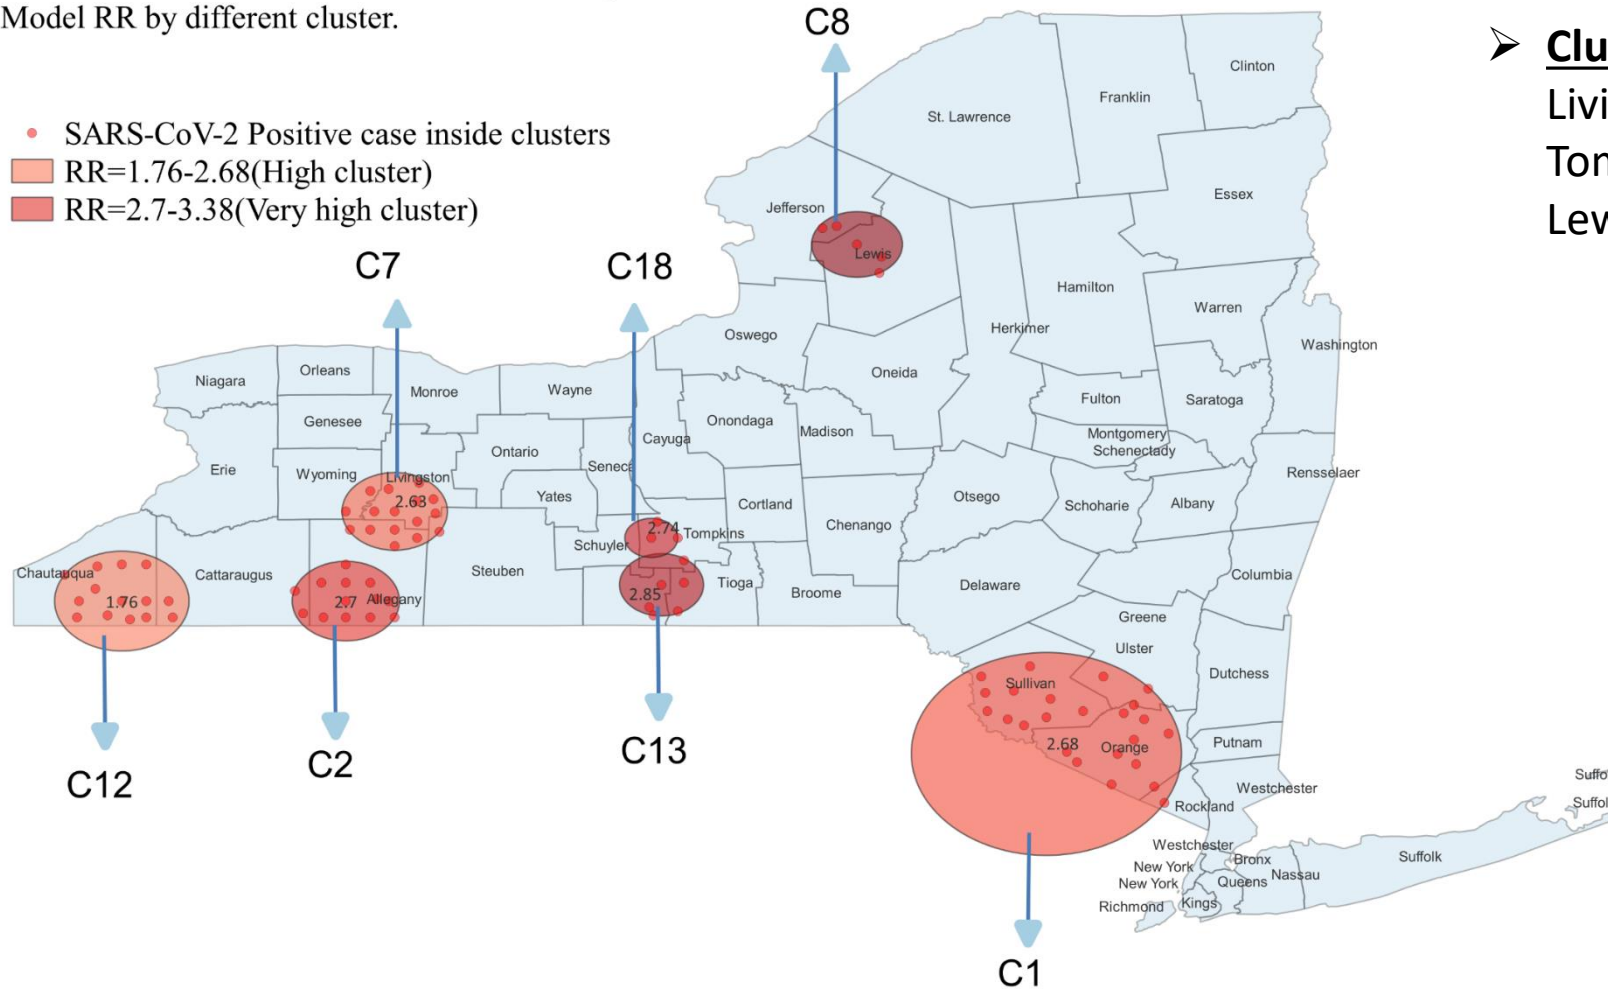 Model RR by different cluster.
SARS-CoV-2 Positive case inside clusters
RR=1.76-2.68(High cluster)
RR=2.7-3.38(Very high cluster)
C8
Clinton
Franklin
St. Lawrence
Essex
Jefferson
Lewis
Hamilton
C7
C18
Warren
Herkimer
Oswego
Washington
Oneida
Orleans
Niagara
Monroe
Wayne
Fulton
Saratoga
Genesee
Onondaga
Madison
Montgomery
Cayuga
Schenectady
Ontario
Erie
Wyoming
Livingston
Seneca
Rensselaer
2.63
Yates
Cortland
Otsego
Schoharie
Albany
Chenango
2.74
Tompkins
Schuyler
Chautauqua
Cattaraugus
Steuben
Tioga
Broome
Delaware
Columbia
1.76
2.7
Allegany
2.85
Greene
Ulster
Dutchess
Sullivan
2.68
Orange
Putnam
C12
C2
C13
Westchester
Rockland
Westchester
Bronx
New York
New York
Queens
Nassau
Suffolk
Richmond
Kings
Suffo
Suffol
C1
➢ Clu
Livi
Ton
Lew